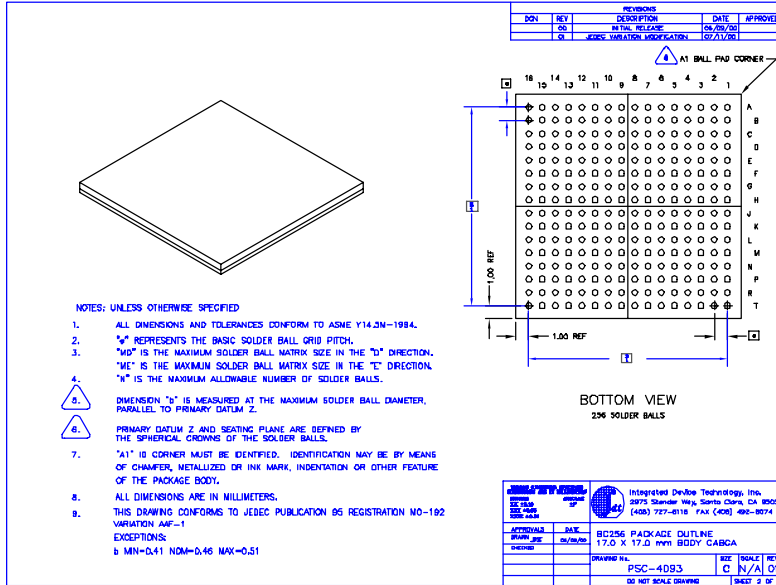 REVISIONS
DCN REV DESCRIPTION DATE APPROVED
00 INITIAL RELEASE 06/09/00
01 JEDEC VARIATION MODIFICATION 07/11/00
A1 BALL PAD CORNER
16 14 12 10 8 6 4 2
15 13 11 9 7 5 3 1
e
A
B
C
D
E
F
G
H
J
K
L
M
N
P
R
T
1.00 REF
1.00 REF
e
BOTTOM VIEW
256 SOLDER BALLS
NOTES: UNLESS OTHERWISE SPECIFIED
1. ALL DIMENSIONS AND TOLERANCES CONFORM TO ASME Y14.5M-1994.
2. "e" REPRESENTS THE BASIC SOLDER BALL GRID PITCH.
3. "MD" IS THE MAXIMUM SOLDER BALL MATRIX SIZE IN THE "D" DIRECTION.
"ME" IS THE MAXIMUM SOLDER BALL MATRIX SIZE IN THE "E" DIRECTION.
4. "N" IS THE MAXIMUM ALLOWABLE NUMBER OF SOLDER BALLS.
5. DIMENSION "b" IS MEASURED AT THE MAXIMUM SOLDER BALL DIAMETER,
PARALLEL TO PRIMARY DATUM Z.
6. PRIMARY DATUM Z AND SEATING PLANE ARE DEFINED BY
THE SPHERICAL CROWNS OF THE SOLDER BALLS.
7. "A1" ID CORNER MUST BE IDENTIFIED. IDENTIFICATION MAY BE BY MEANS
OF CHAMFER, METALLIZED OR INK MARK, INDENTATION OR OTHER FEATURE
OF THE PACKAGE BODY.
8. ALL DIMENSIONS ARE IN MILLIMETERS.
9. THIS DRAWING CONFORMS TO JEDEC PUBLICATION 95 REGISTRATION MO-192
VARIATION AAF-1
EXCEPTIONS:
b MIN=0.41 NOM=0.46 MAX=0.51
Integrated Device Technology, Inc.
2975 Stender Way, Santa Clara, CA 9505
(408) 727-6116 FAX (408) 492-8674
APPROVALS DATE
DRAWN
CHECKED
BC256 PACKAGE OUTLINE
17.0 X 17.0 mm BODY CABGA
DRAWING No. SIZE SCALE REV
PSC-4093 C N/A
DO NOT SCALE DRAWING SHEET 2 OF